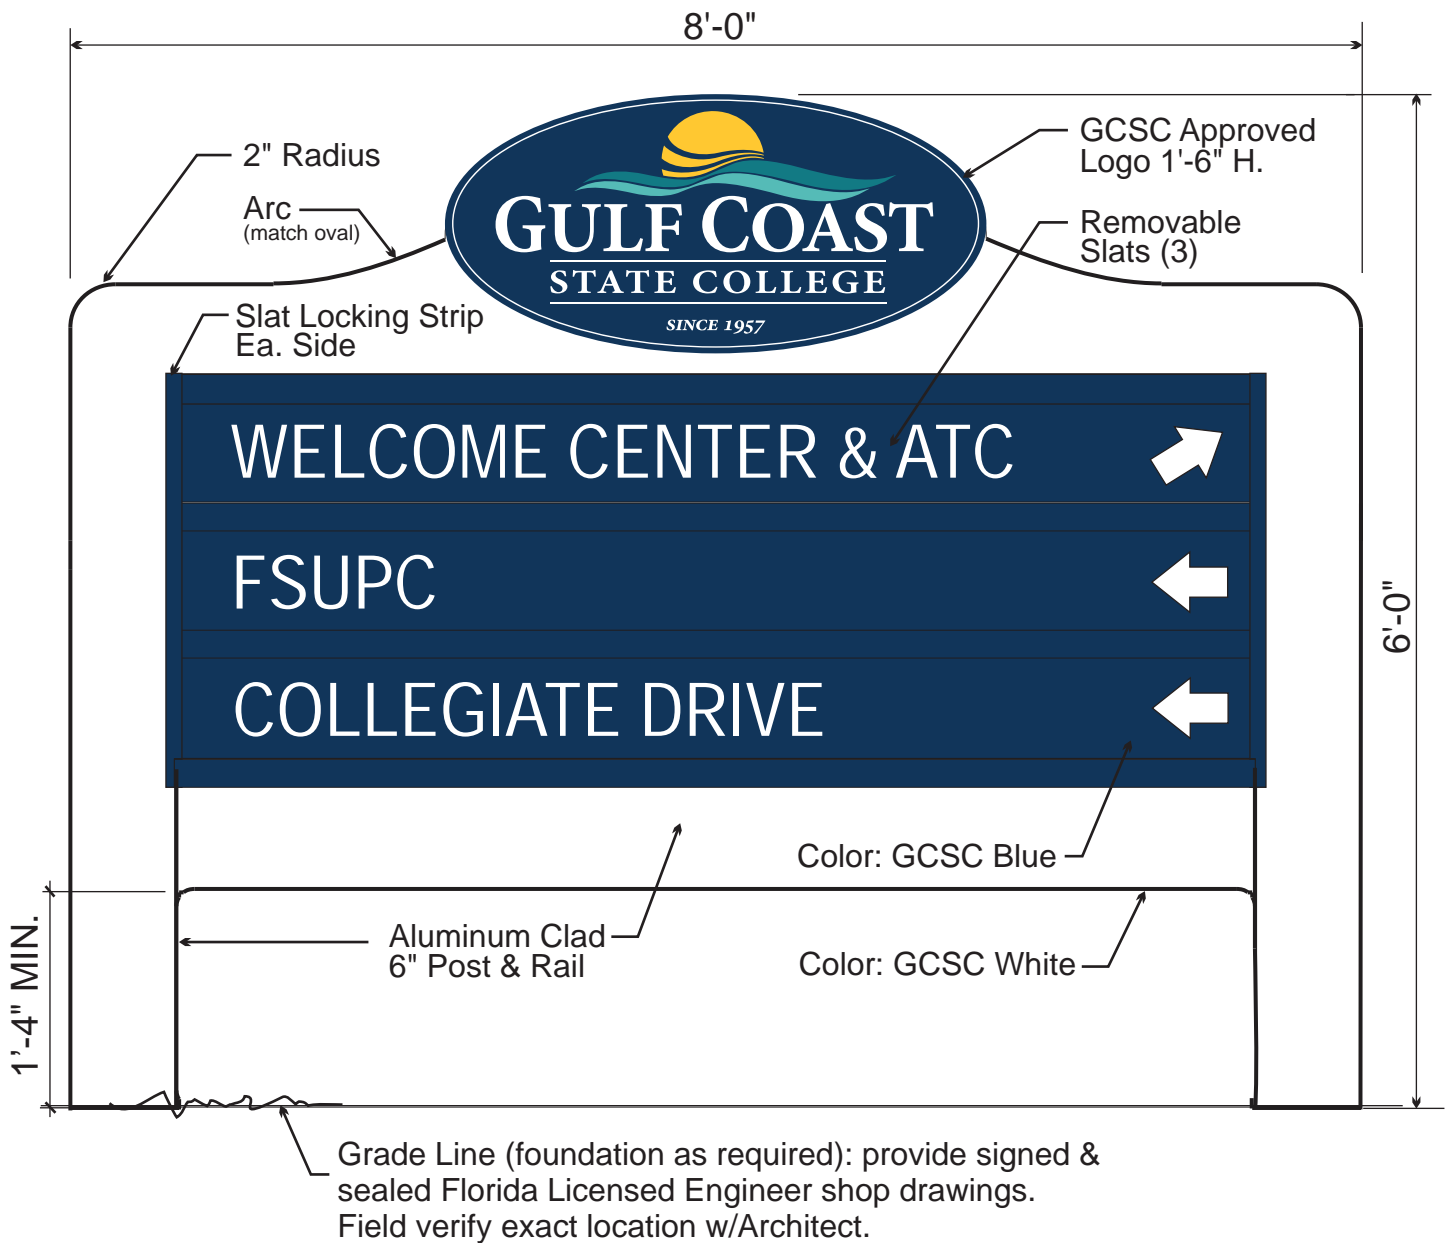 8'-0"
2" Radius
Arc
(match oval)
GCSC Approved
Logo 1'-6" H.
Removable
Slats (3)
GULF COAST
STATE COLLEGE
SINCE 1957
Slat Locking Strip
Ea. Side
WELCOME CENTER & ATC
FSUPC
COLLEGIATE DRIVE
6'-0"
Color: GCSC Blue
1'-4" MIN.
Aluminum Clad
6" Post & Rail
Color: GCSC White
Grade Line (foundation as required): provide signed &
sealed Florida Licensed Engineer shop drawings.
Field verify exact location w/Architect.